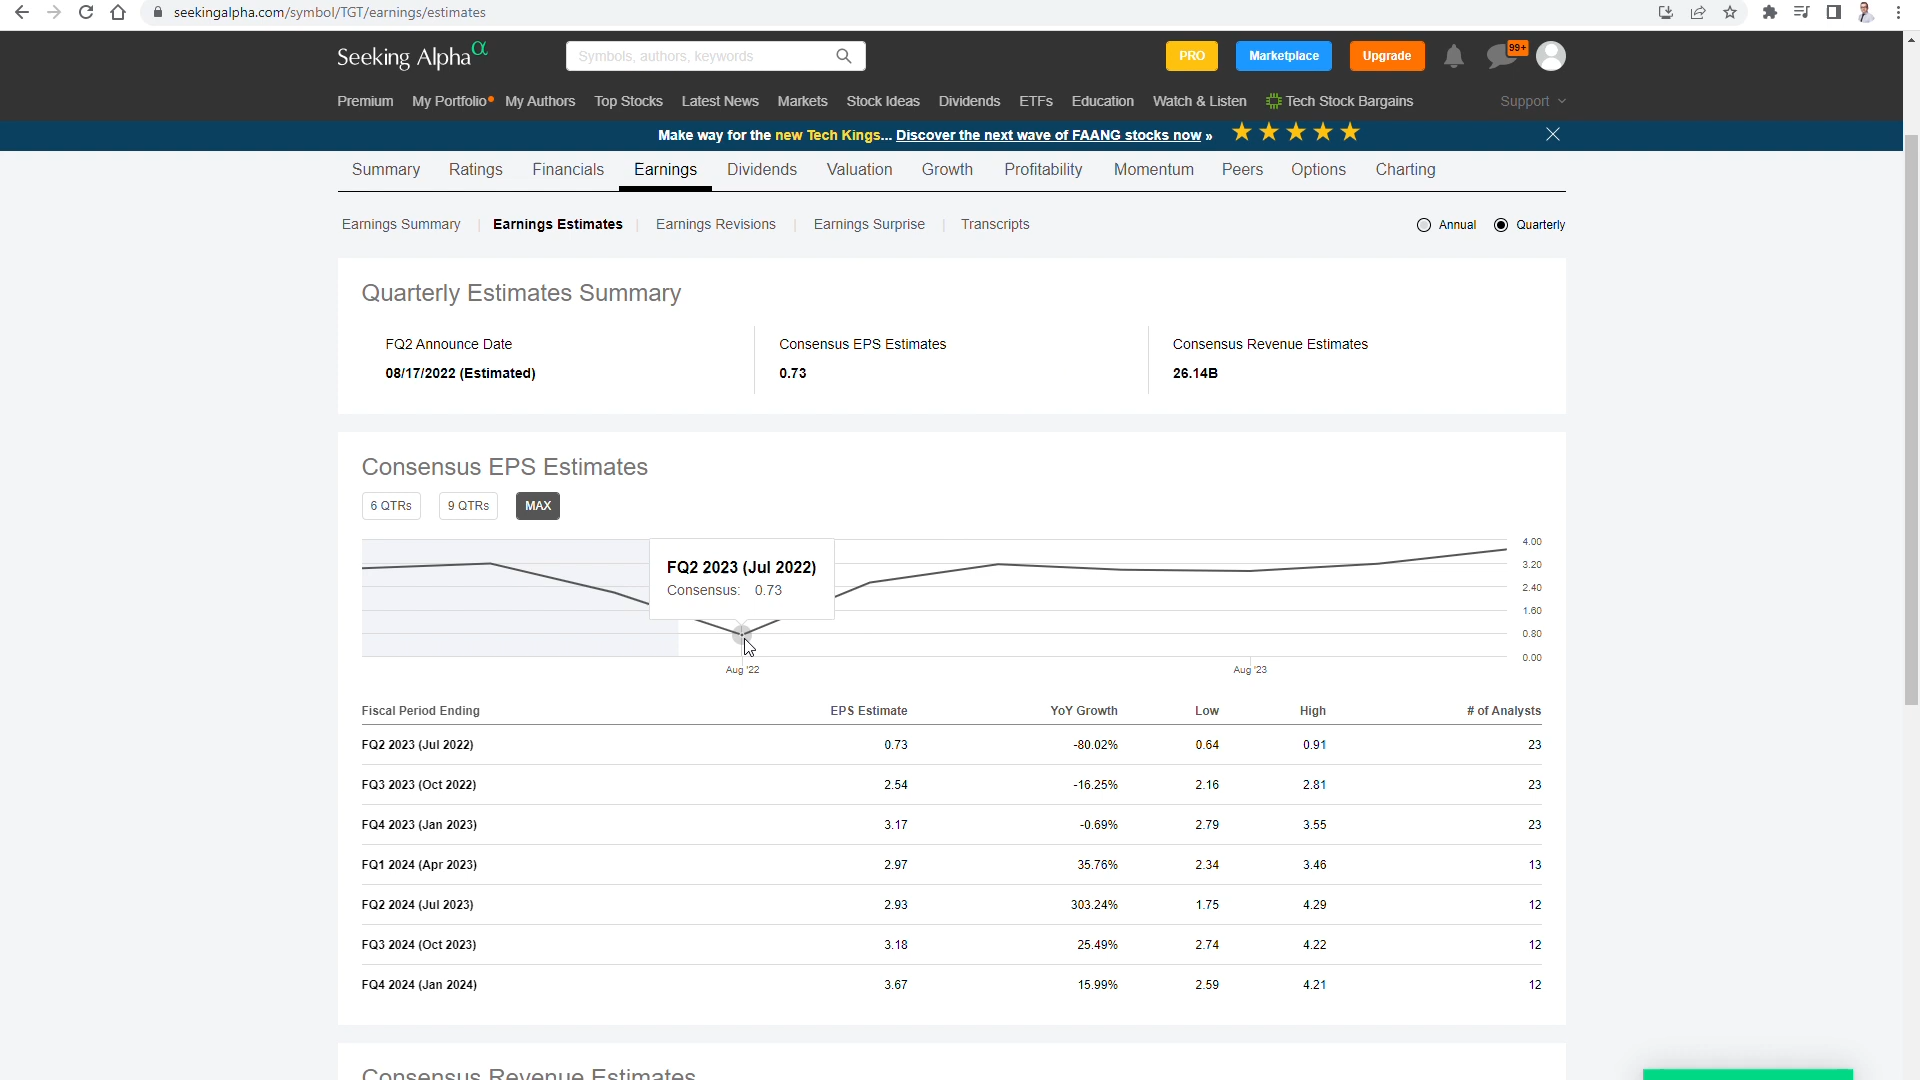 seekingalpha.com/symbol/TGT/earnings/estimates
Seeking Alpha α
Symbols, authors, keywords
PRO
Marketplace
Upgrade
99+
Premium My Portfolio My Authors Top Stocks Latest News Markets Stock Ideas Dividends ETFs Education Watch & Listen Tech Stock Bargains Support
Make way for the new Tech Kings... Discover the next wave of FAANG stocks now »
Summary Ratings Financials Earnings Dividends Valuation Growth Profitability Momentum Peers Options Charting
Earnings Summary Earnings Estimates Earnings Revisions Earnings Surprise Transcripts Annual Quarterly
Quarterly Estimates Summary
FQ2 Announce Date Consensus EPS Estimates Consensus Revenue Estimates
08/17/2022 (Estimated) 0.73 26.14B
Consensus EPS Estimates
6 QTRs 9 QTRs MAX
4.00
3.20
2.40
1.60
0.80
0.00
FQ2 2023 (Jul 2022)
Consensus: 0.73
Aug '22 Aug '23
Fiscal Period Ending EPS Estimate YoY Growth Low High # of Analysts
FQ2 2023 (Jul 2022) 0.73 -80.02% 0.64 0.91 23
FQ3 2023 (Oct 2022) 2.54 -16.25% 2.16 2.81 23
FQ4 2023 (Jan 2023) 3.17 -0.69% 2.79 3.55 23
FQ1 2024 (Apr 2023) 2.97 35.76% 2.34 3.46 13
FQ2 2024 (Jul 2023) 2.93 303.24% 1.75 4.29 12
FQ3 2024 (Oct 2023) 3.18 25.49% 2.74 4.22 12
FQ4 2024 (Jan 2024) 3.67 15.99% 2.59 4.21 12
Consensus Revenue Estimates